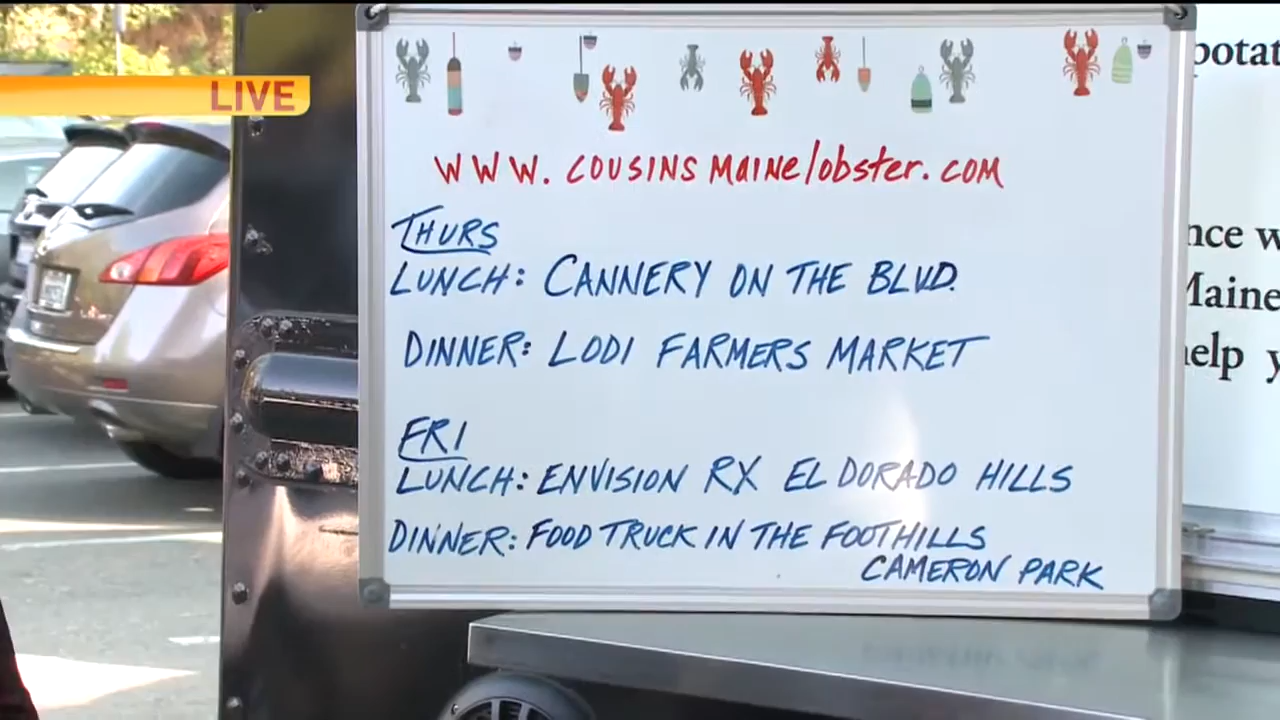 LIVE
WWW.COUSINSMAINElobster.COM
THURS
LUNCH: CANNERY ON THE BLVD.
DINNER: LODI FARMERS MARKET
FRI
LUNCH: ENVISION RX EL DORADO HILLS
DINNER: FOOD TRUCK IN THE FOOTHILLS
CAMERON PARK
potat
nce w
Maine
help y